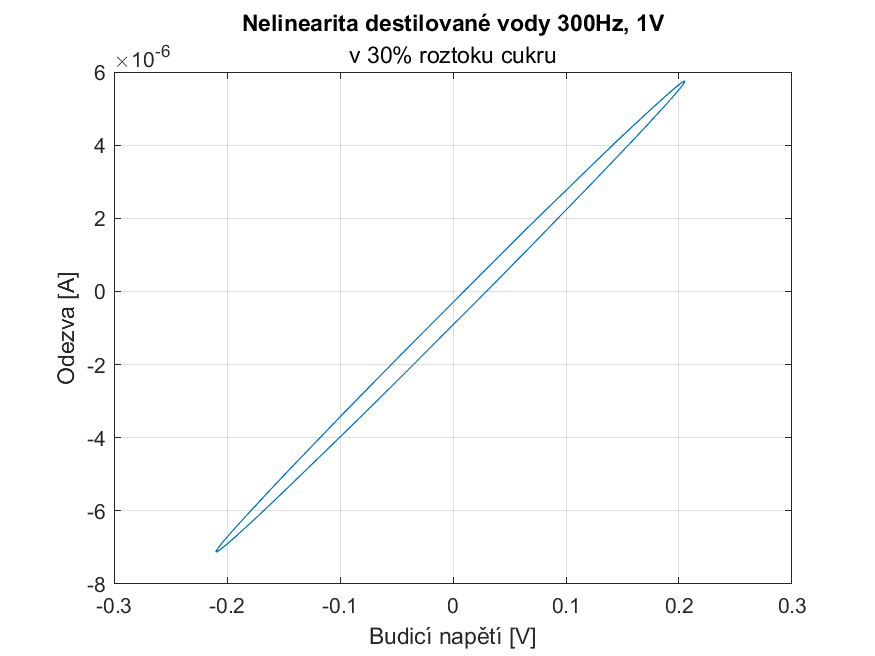 Nelinearita destilované vody 300Hz, 1V
v 30% roztoku cukru
×10^-6
6
4
2
0
-2
-4
-6
-8
Odezva [A]
-0.3 -0.2 -0.1 0 0.1 0.2 0.3
Budicí napětí [V]